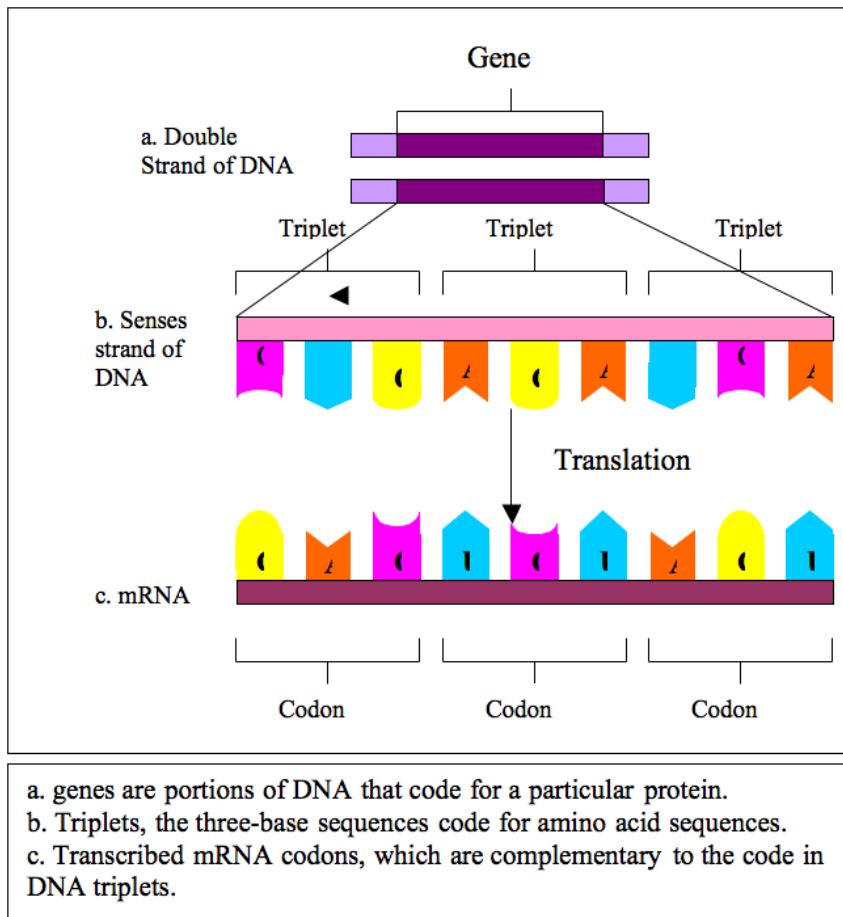 Gene
a. Double
Strand of DNA
Triplet Triplet Triplet
b. Senses
strand of
DNA
A A A
Translation
A A
c. mRNA
Codon Codon Codon
a. genes are portions of DNA that code for a particular protein.
b. Triplets, the three-base sequences code for amino acid sequences.
c. Transcribed mRNA codons, which are complementary to the code in
DNA triplets.